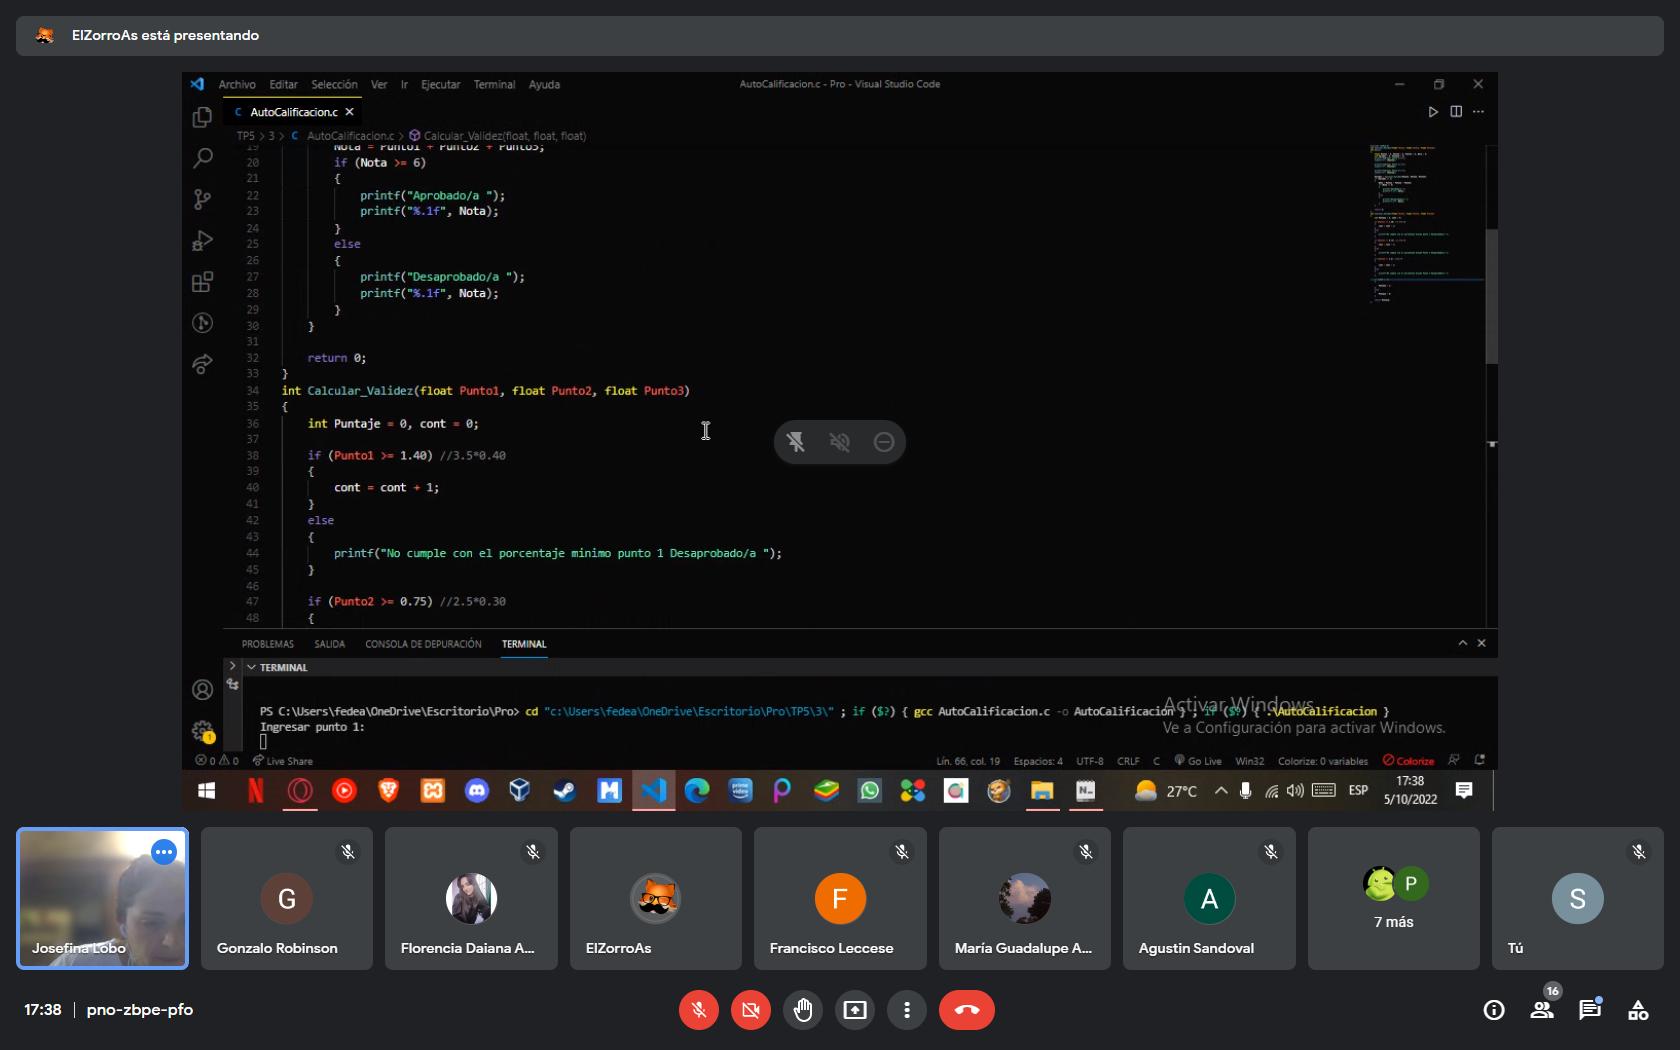 ElZorroAs está presentando
Archivo Editar Selección Ver Ir Ejecutar Terminal Ayuda
AutoCalificacion.c - Pro - Visual Studio Code
C AutoCalificacion.c
TP5 > 3 > C AutoCalificacion.c > Calcular_Validez(float, float, float)
19 Nota = Punto1 + Punto2 + Punto3;
20 if (Nota >= 6)
21 {
22 printf("Aprobado/a ");
23 printf("%.1f", Nota);
24 }
25 else
26 {
27 printf("Desaprobado/a ");
28 printf("%.1f", Nota);
29 }
30 }
31
32 return 0;
33 }
34 int Calcular_Validez(float Punto1, float Punto2, float Punto3)
35 {
36 int Puntaje = 0, cont = 0;
37
38 if (Punto1 >= 1.40) //3.5*0.40
39 {
40 cont = cont + 1;
41 }
42 else
43 {
44 printf("No cumple con el porcentaje minimo punto 1 Desaprobado/a ");
45 }
46
47 if (Punto2 >= 0.75) //2.5*0.30
48 {
PROBLEMAS SALIDA CONSOLA DE DEPURACIÓN TERMINAL
TERMINAL
PS C:\Users\fedea\OneDrive\Escritorio\Pro> cd "c:\Users\fedea\OneDrive\Escritorio\Pro\TP5\3\" ; if ($?) { gcc AutoCalificacion.c -o AutoCalificacion } ; if ($?) { .\AutoCalificacion }
Ingresar punto 1:
Activar Windows
Ve a Configuración para activar Windows.
0 0 Live Share
Lín. 66, col. 19 Espacios: 4 UTF-8 CRLF C Go Live Win32 Colorize: 0 variables Colorize
27°C ESP 17:38
5/10/2022
Josefina Lobo
G
Gonzalo Robinson
Florencia Daiana A...
ElZorroAs
F
Francisco Leccese
María Guadalupe A...
A
Agustin Sandoval
P
7 más
S
Tú
17:38 | pno-zbpe-pfo
16